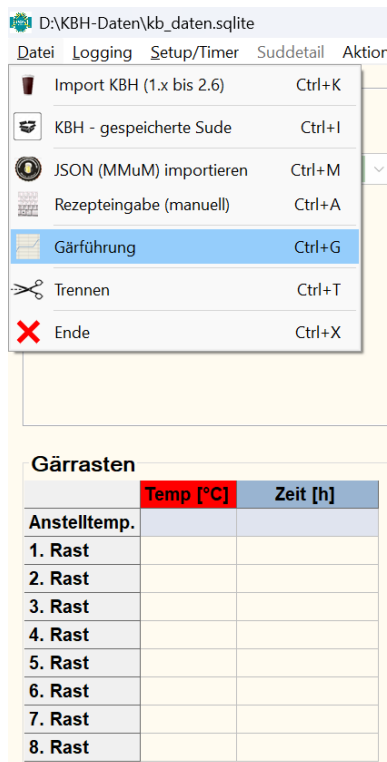 D:\KBH-Daten\kb_daten.sqlite
Datei Logging Setup/Timer Suddetail Aktion
Import KBH (1.x bis 2.6) Ctrl+K
KBH - gespeicherte Sude Ctrl+I
JSON (MMuM) importieren Ctrl+M
Rezepteingabe (manuell) Ctrl+A
Gärführung Ctrl+G
Trennen Ctrl+T
Ende Ctrl+X
Gärrasten
Temp [°C] Zeit [h]
Anstelltemp.
1. Rast
2. Rast
3. Rast
4. Rast
5. Rast
6. Rast
7. Rast
8. Rast